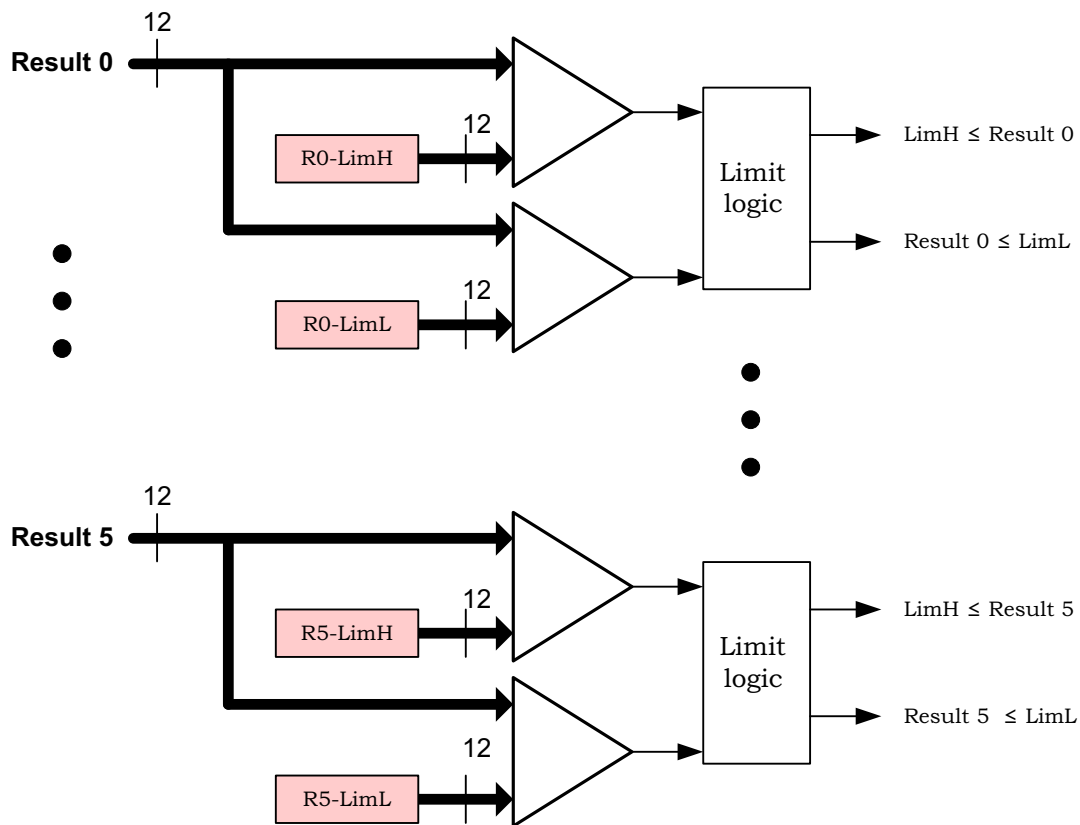 12
Result 0
12
R0-LimH
LimH ≤ Result 0
Limit
logic
Result 0 ≤ LimL
12
R0-LimL
12
Result 5
12
R5-LimH
LimH ≤ Result 5
Limit
logic
Result 5 ≤ LimL
12
R5-LimL